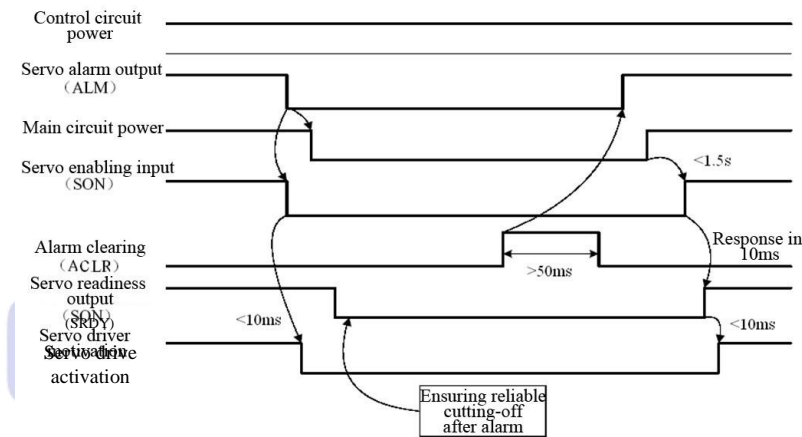 Control circuit
power
Servo alarm output
(ALM)
Main circuit power
Servo enabling input
(SON)
<1.5s
Alarm clearing
(ACLR)
>50ms
Response in
10ms
Servo readiness
output
(SON)
(SRDY)
<10ms
<10ms
Servo driver
Servo drive
activation
Ensuring reliable
cutting-off
after alarm